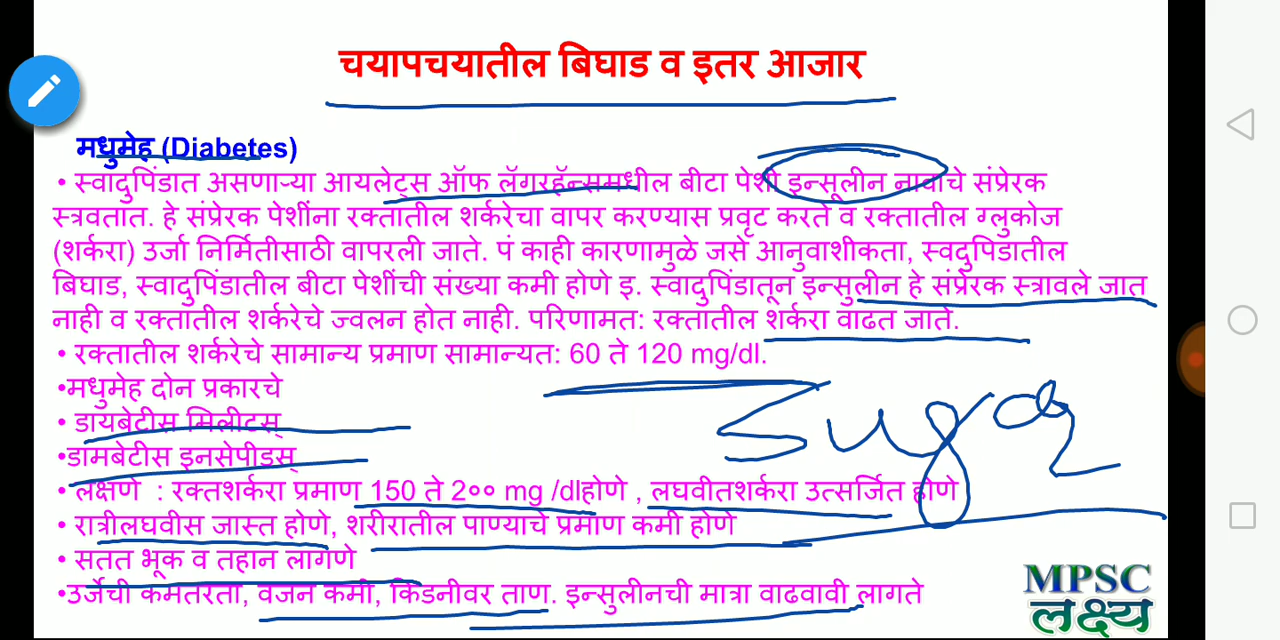 चयापचयातील बिघाड व इतर आजार
मधुमेह (Diabetes)
• स्वादुपिंडात असणाऱ्या आयलेट्स ऑफ लॅगरहॅन्समधील बीटा पेशी इन्सूलीन नावाचे संप्रेरक
स्त्रवतात. हे संप्रेरक पेशींना रक्तातील शर्करेचा वापर करण्यास प्रवृट करते व रक्तातील ग्लुकोज
(शर्करा) उर्जा निर्मितीसाठी वापरली जाते. पं काही कारणामुळे जसे आनुवाशीकता, स्वदुपिडातील
बिघाड, स्वादुपिंडातील बीटा पेशींची संख्या कमी होणे इ. स्वादुपिंडातून इन्सुलीन हे संप्रेरक स्त्रावले जात
नाही व रक्तातील शर्करेचे ज्वलन होत नाही. परिणामत: रक्तातील शर्करा वाढत जाते.
• रक्तातील शर्करेचे सामान्य प्रमाण सामान्यत: 60 ते 120 mg/dl.
•मधुमेह दोन प्रकारचे
• डायबेटीस मिलीटस्
•डामबेटीस इनसेपीडस्
Sugar
• लक्षणे : रक्तशर्करा प्रमाण 150 ते 2०० mg /dlहोणे , लघवीतशर्करा उत्सर्जित होणे
• रात्रीलघवीस जास्त होणे, शरीरातील पाण्याचे प्रमाण कमी होणे
• सतत भूक व तहान लागणे
•उर्जेची कमतरता, वजन कमी, किडनीवर ताण. इन्सुलीनची मात्रा वाढवावी लागते
MPSC
लक्ष्य